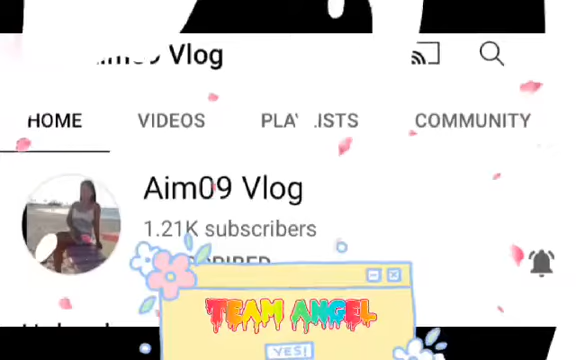 Vlog
HOME VIDEOS COMMUNITY
Aim09 Vlog
1.21K subscribers
TEAM ANGEL
YES!